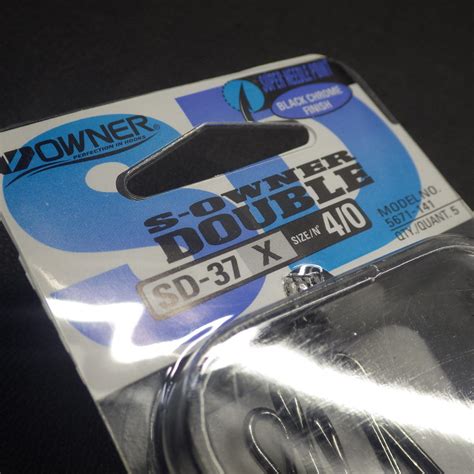 OWNER®
PERFECTION IN HOOKS
SUPER NEEDLE POINT
BLACK CHROME
FINISH
SD
S-OWNER
DOUBLE
SD-37 X SIZE/N° 4/0
MODEL NO.
5671-141
QTY./QUANT. 5